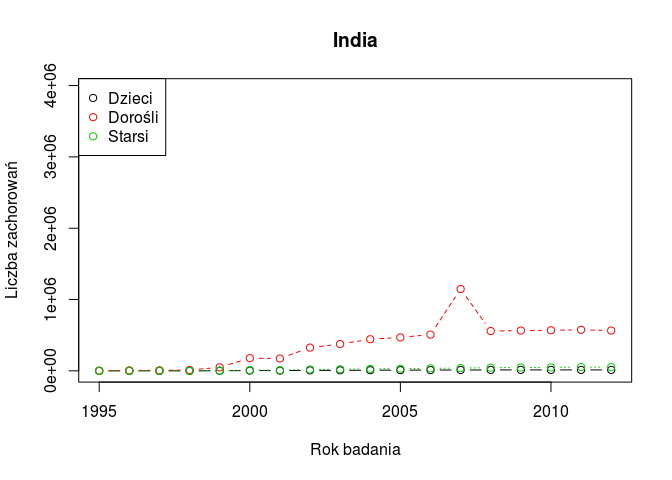 India
Dzieci
Dorośli
Starsi
Liczba zachorowań
4e+06
3e+06
2e+06
1e+06
0e+00
1995 2000 2005 2010
Rok badania